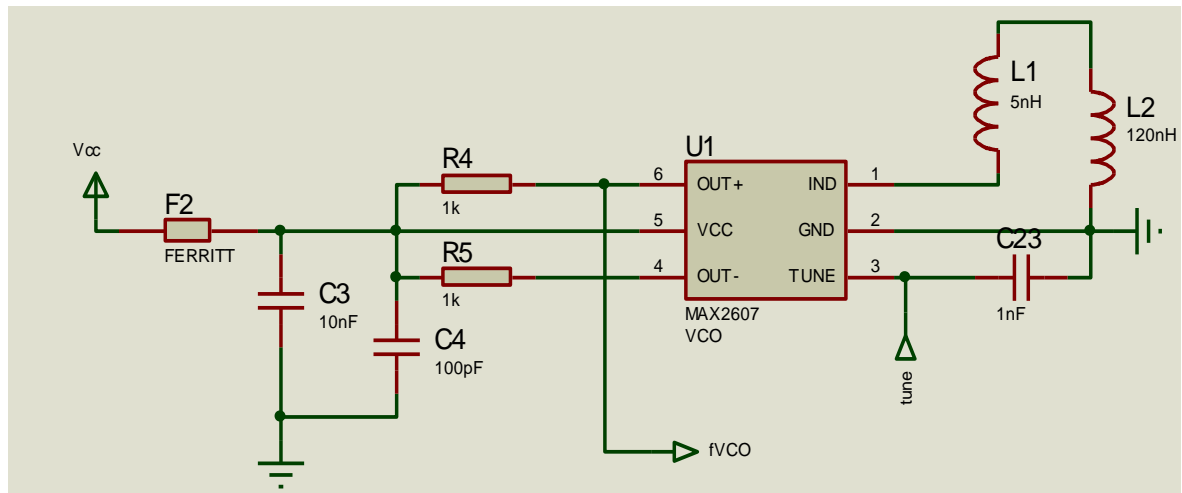 L1
5nH
L2
120nH
Vcc
F2
FERRITT
R4
1k
U1
6
OUT+
IND
1
5
VCC
GND
2
R5
1k
4
OUT-
TUNE
3
C23
1nF
MAX2607
VCO
C3
10nF
C4
100pF
tune
fVCO